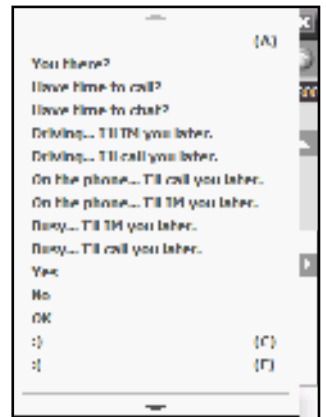 (A)
You there?
Have time to call?
Have time to chat?
Driving... I'll IM you later.
Driving... I'll call you later.
On the phone... I'll call you later.
On the phone... I'll IM you later.
Busy... I'll IM you later.
Busy... I'll call you later.
Yes
No
OK
:) (C)
:(